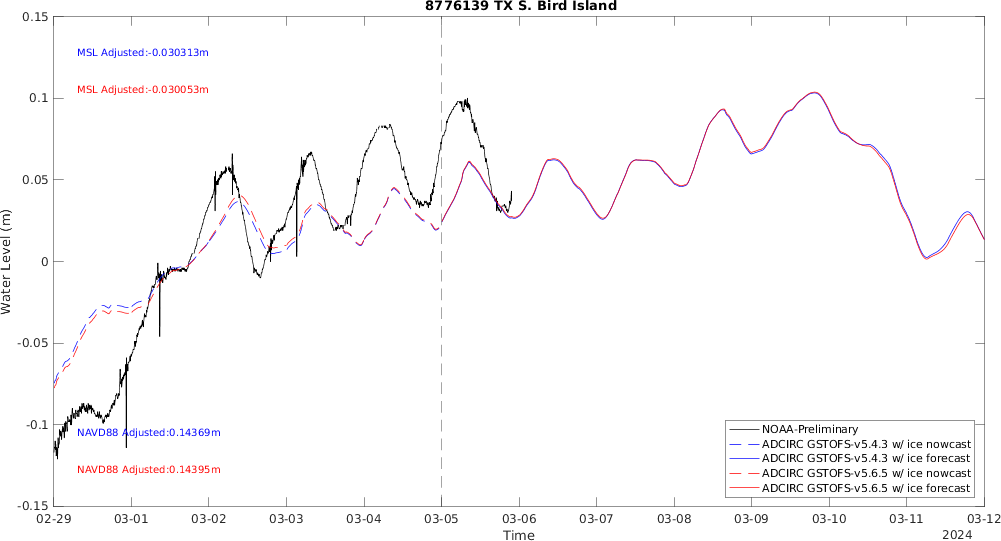 8776139 TX S. Bird Island
0.15
0.1
0.05
0
-0.05
-0.1
-0.15
Water Level (m)
MSL Adjusted:-0.030313m
MSL Adjusted:-0.030053m
NAVD88 Adjusted:0.14369m
NAVD88 Adjusted:0.14395m
NOAA-Preliminary
ADCIRC GSTOFS-v5.4.3 w/ ice nowcast
ADCIRC GSTOFS-v5.4.3 w/ ice forecast
ADCIRC GSTOFS-v5.6.5 w/ ice nowcast
ADCIRC GSTOFS-v5.6.5 w/ ice forecast
02-29 03-01 03-02 03-03 03-04 03-05 03-06 03-07 03-08 03-09 03-10 03-11 03-12
Time
2024